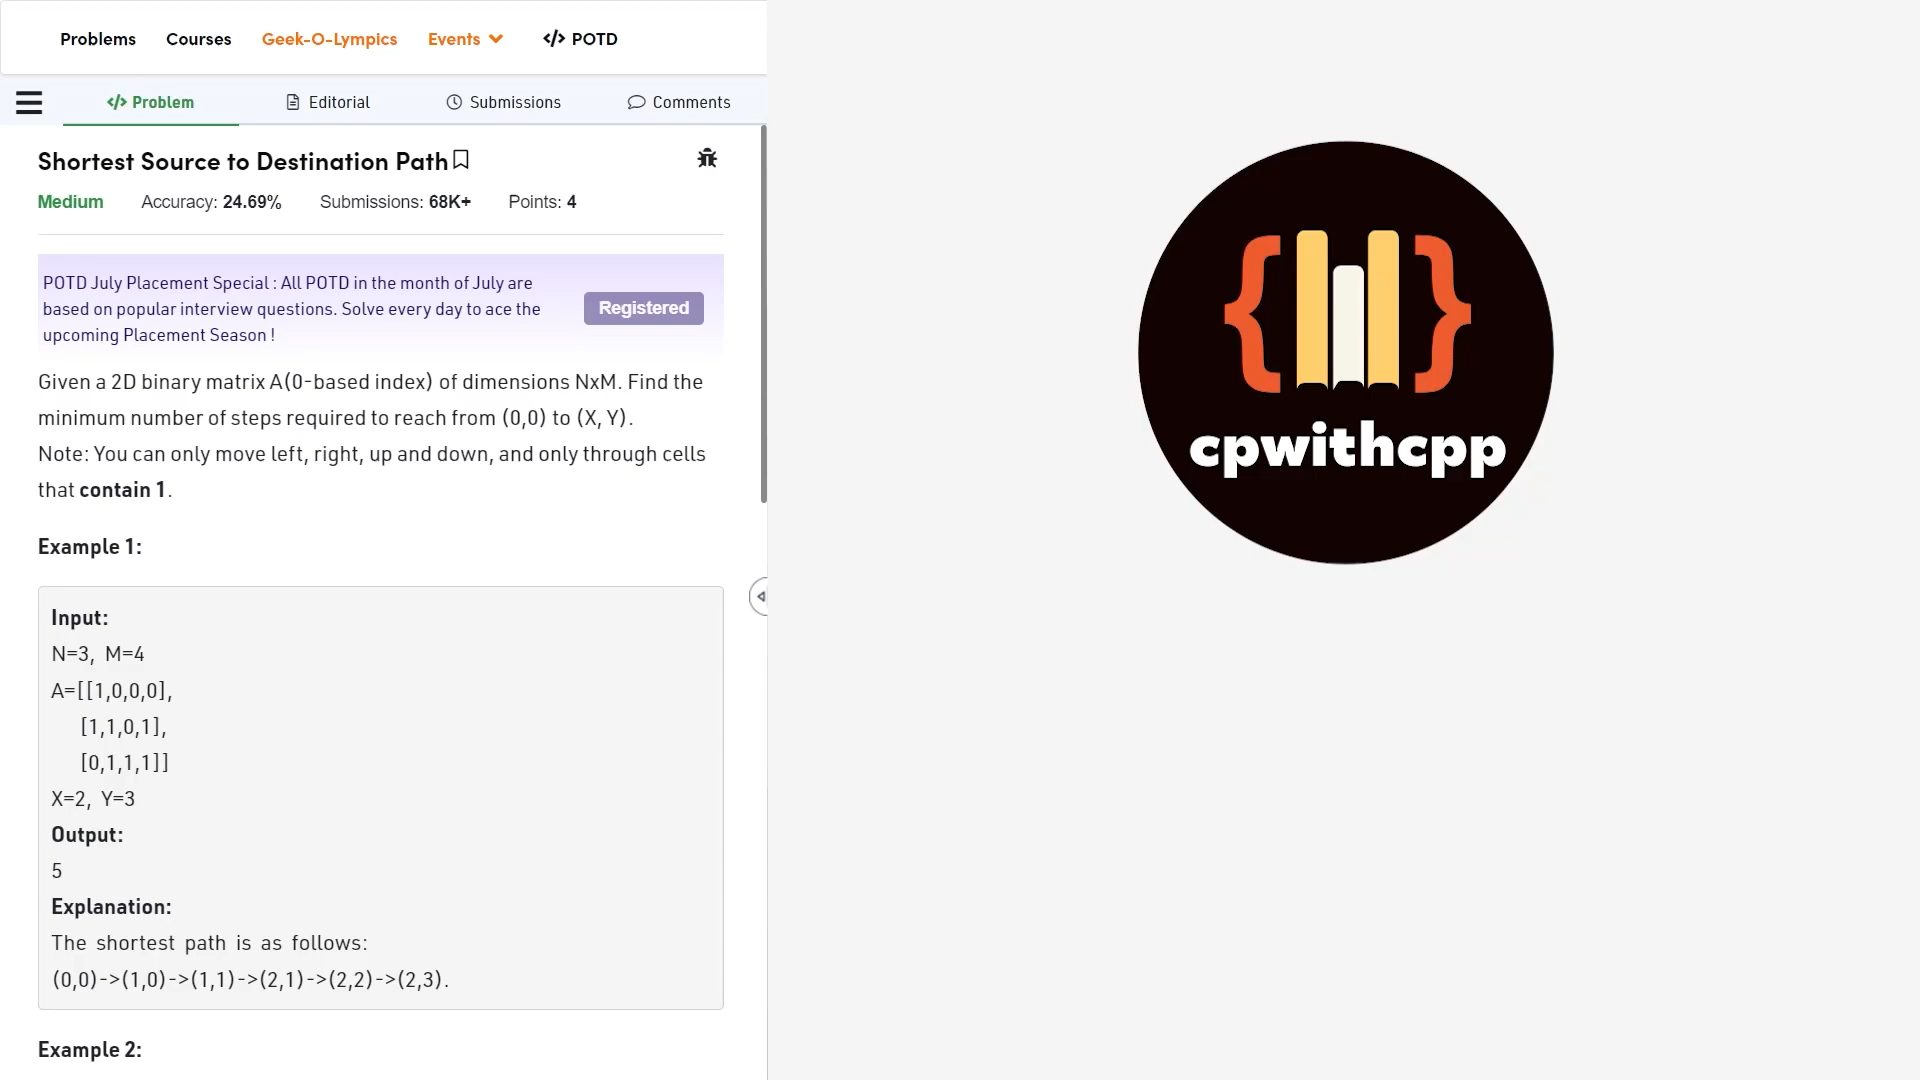 Problems Courses Geek-O-Lympics Events </> POTD
</> Problem Editorial Submissions Comments
Shortest Source to Destination Path
Medium Accuracy: 24.69% Submissions: 68K+ Points: 4
POTD July Placement Special : All POTD in the month of July are
based on popular interview questions. Solve every day to ace the
upcoming Placement Season !
Registered
Given a 2D binary matrix A(0-based index) of dimensions NxM. Find the
minimum number of steps required to reach from (0,0) to (X, Y).
Note: You can only move left, right, up and down, and only through cells
that contain 1.
Example 1:
Input:
N=3, M=4
A=[[1,0,0,0],
[1,1,0,1],
[0,1,1,1]]
X=2, Y=3
Output:
5
Explanation:
The shortest path is as follows:
(0,0)->(1,0)->(1,1)->(2,1)->(2,2)->(2,3).
Example 2:
cpwithcpp